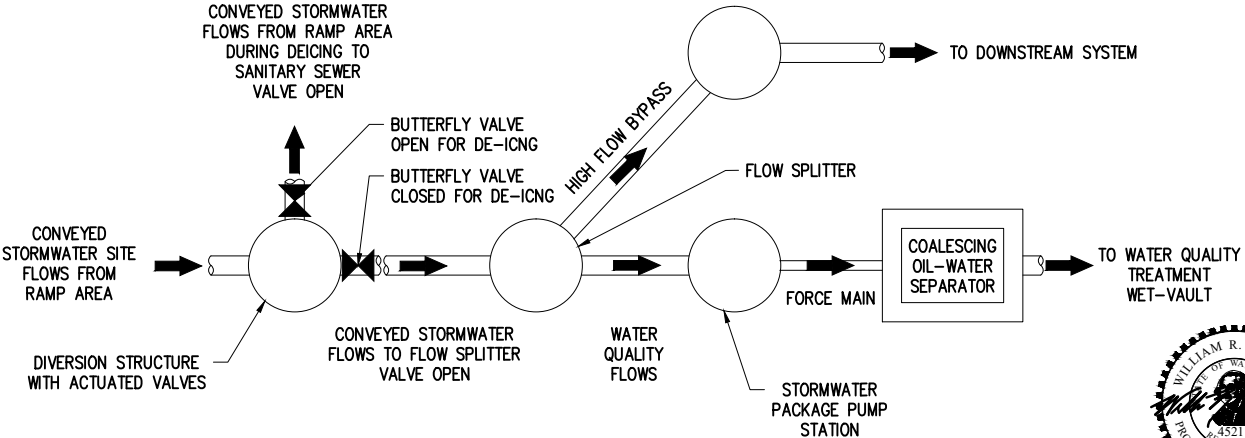 CONVEYED STORMWATER
FLOWS FROM RAMP AREA
DURING DEICING TO
SANITARY SEWER
VALVE OPEN
TO DOWNSTREAM SYSTEM
HIGH FLOW BYPASS
BUTTERFLY VALVE
OPEN FOR DE-ICNG
BUTTERFLY VALVE
CLOSED FOR DE-ICNG
FLOW SPLITTER
CONVEYED
STORMWATER SITE
FLOWS FROM
RAMP AREA
COALESCING
OIL-WATER
SEPARATOR
TO WATER QUALITY
TREATMENT
WET-VAULT
FORCE MAIN
DIVERSION STRUCTURE
WITH ACTUATED VALVES
CONVEYED STORMWATER
FLOWS TO FLOW SPLITTER
VALVE OPEN
WATER
QUALITY
FLOWS
STORMWATER
PACKAGE PUMP
STATION
WILLIAM R.
OF WA
4521